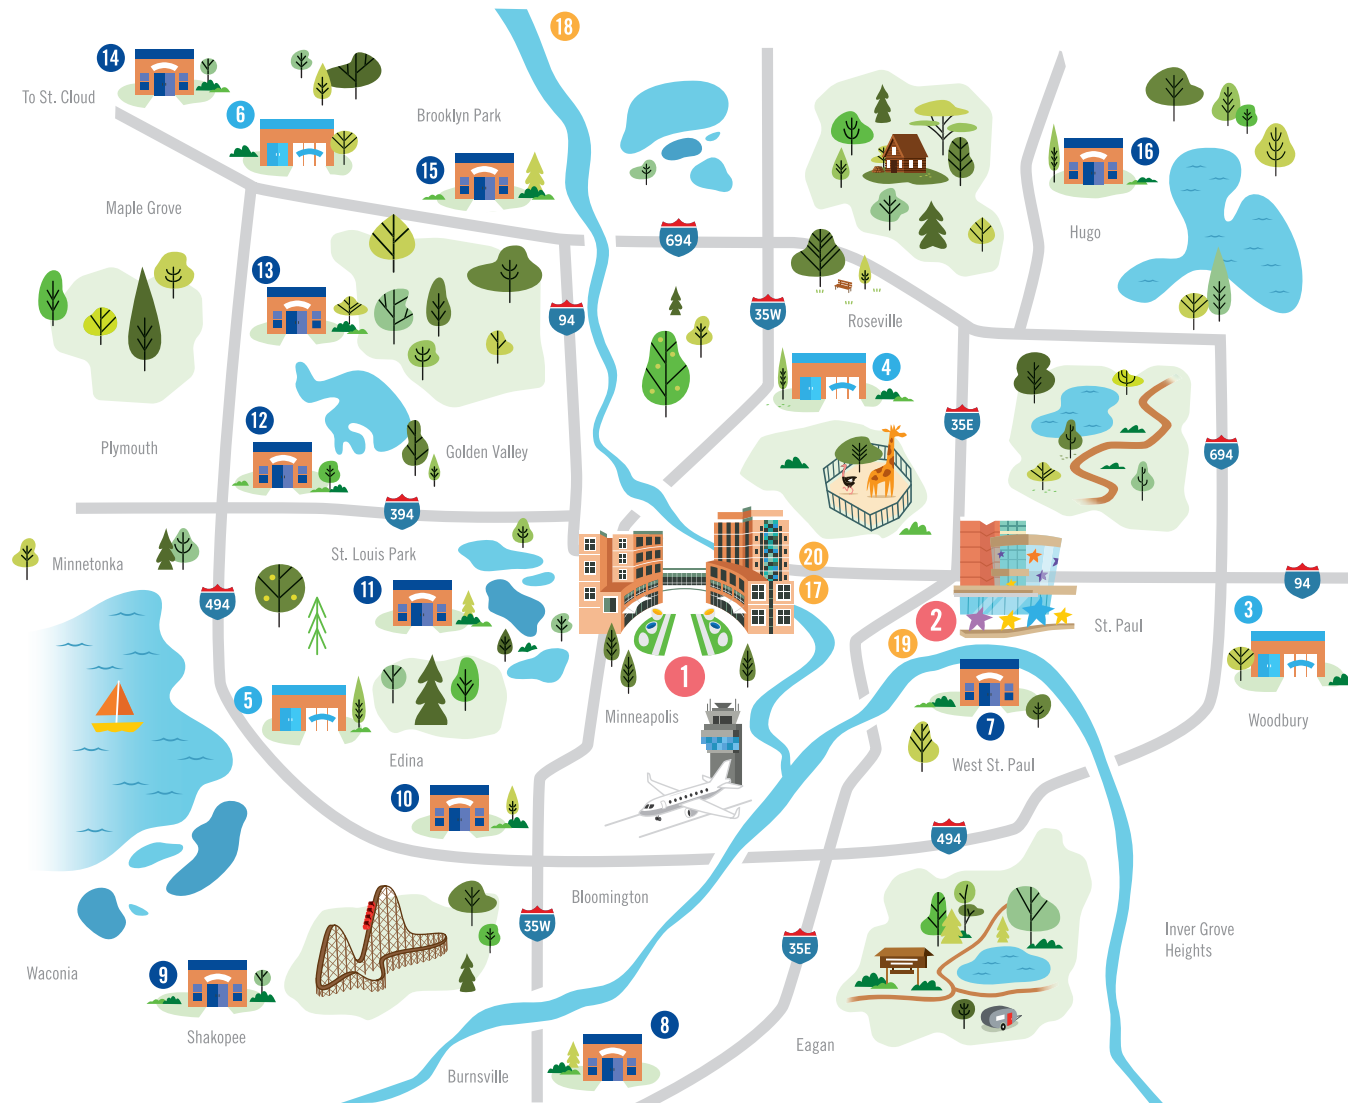 18
14
To St. Cloud
6
Brooklyn Park
15
16
Maple Grove
Hugo
694
13
94
35W
Roseville
4
12
35E
Plymouth
Golden Valley
694
394
St. Louis Park
Minnetonka
20
11
17
94
494
3
2
St. Paul
19
1
5
Minneapolis
Woodbury
7
Edina
West St. Paul
10
494
Bloomington
35W
35E
Inver Grove
Heights
Waconia
9
Shakopee
8
Eagan
Burnsville